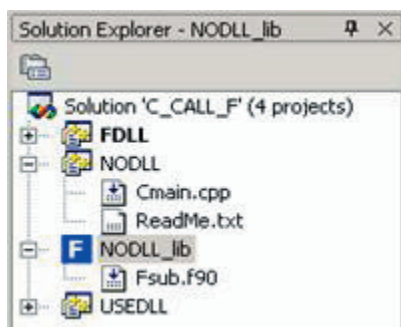 Solution Explorer - NODLL_lib
Solution 'C_CALL_F' (4 projects)
FDLL
NODLL
Cmain.cpp
ReadMe.txt
F NODLL_lib
Fsub.f90
USEDLL